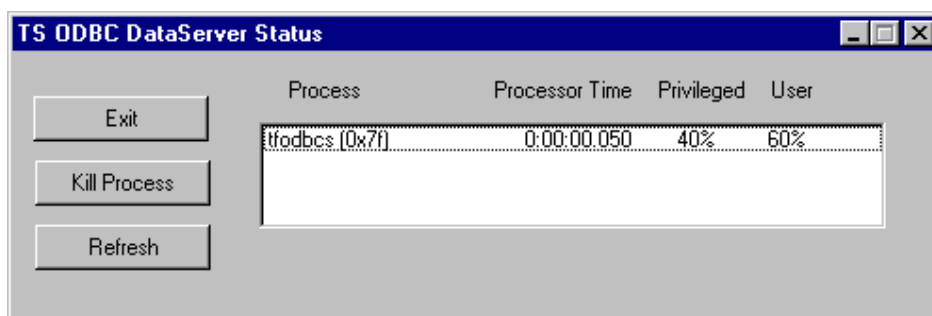 TS ODBC DataServer Status
Process Processor Time Privileged User
Exit
tfodbcs (0x7f) 0:00:00.050 40% 60%
Kill Process
Refresh